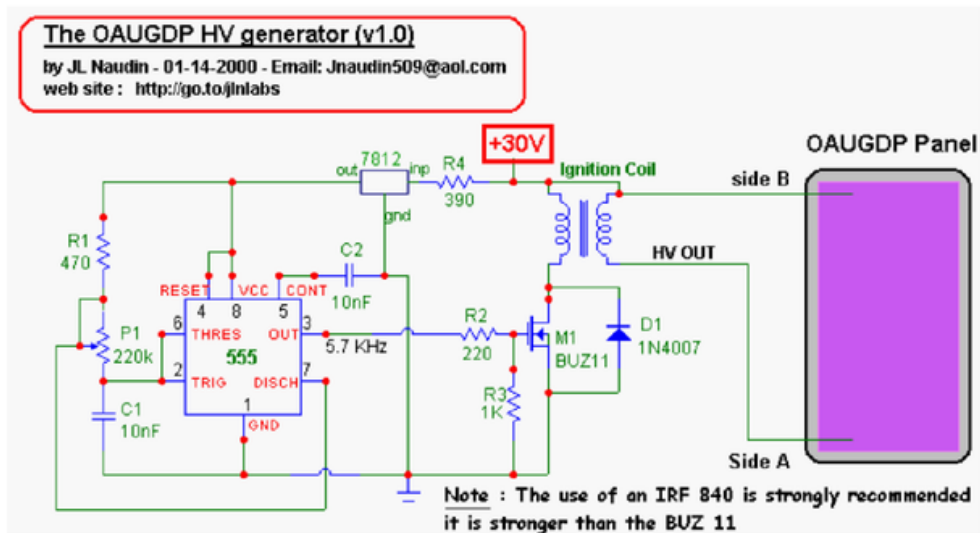 The OAUGDP HV generator (v1.0)
by JL Naudin - 01-14-2000 - Email: Jnaudin509@aol.com
web site : http://go.to/jlnlabs
+30V
OAUGDP Panel
7812
out
inp
R4
390
gnd
Ignition Coil
side B
R1
470
C2
10nF
HV OUT
RESET
VCC
CONT
4
8
5
6
THRES
OUT
3
555
5.7 KHz
R2
220
M1
BUZ11
D1
1N4007
P1
220k
2
TRIG
DISCH
7
R3
1K
C1
10nF
1
GND
Side A
Note : The use of an IRF 840 is strongly recommended
it is stronger than the BUZ 11